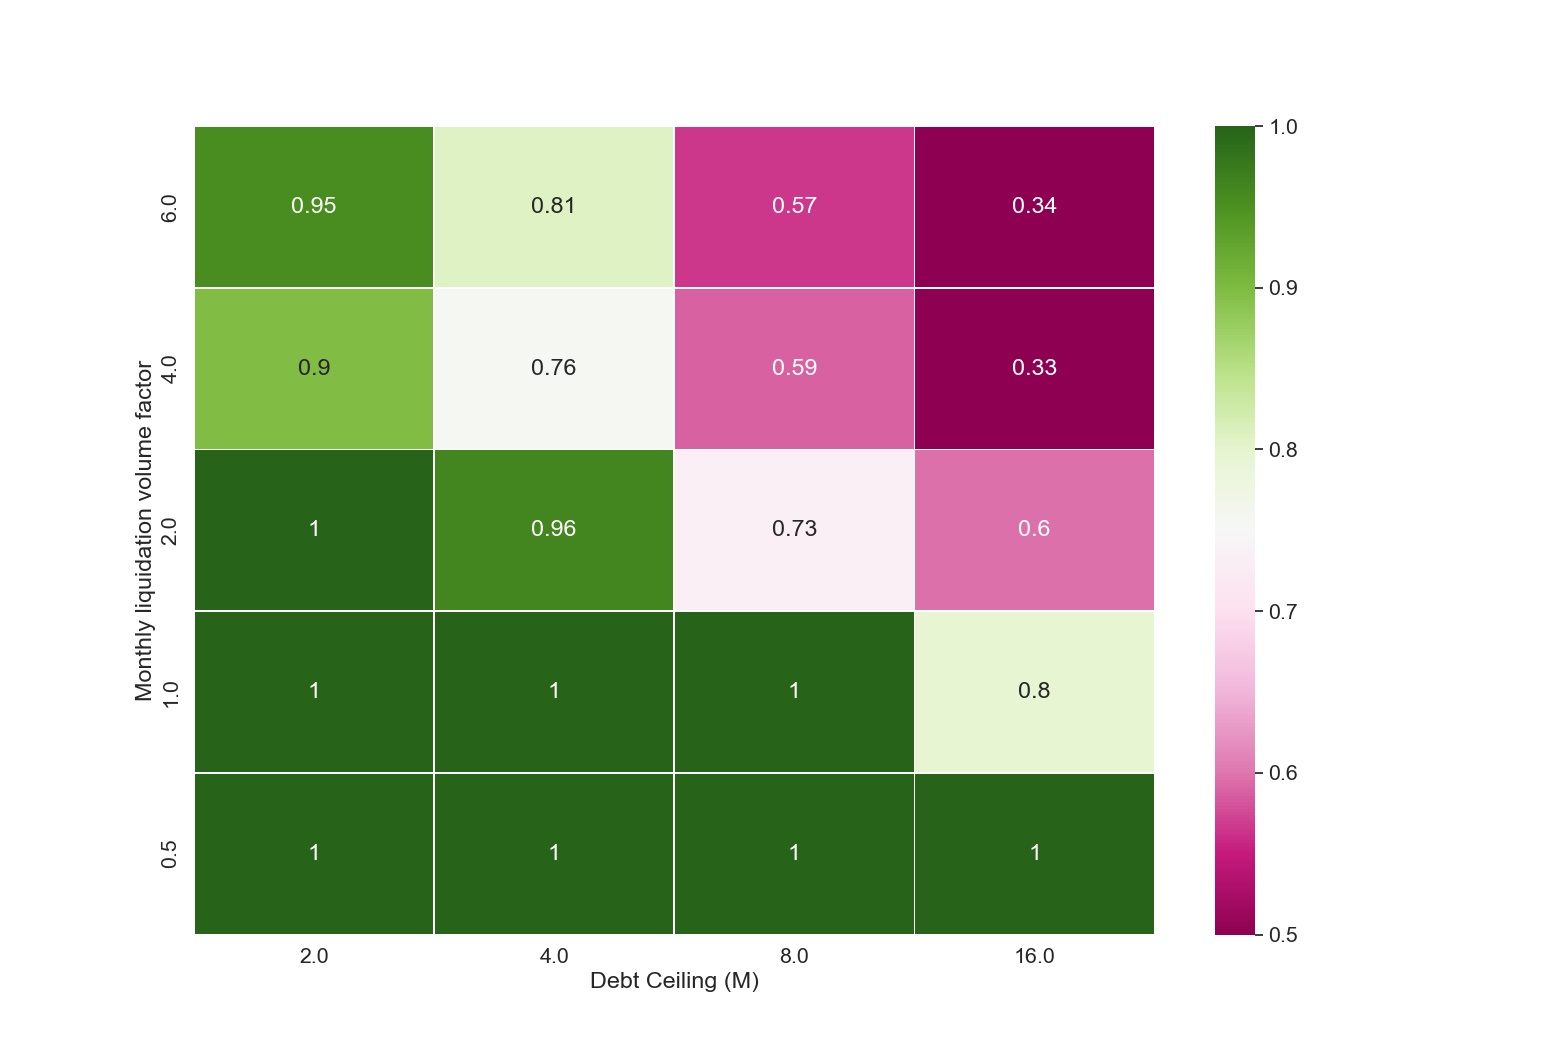 6.0 0.95 0.81 0.57 0.34
4.0 0.9 0.76 0.59 0.33
2.0 1 0.96 0.73 0.6
1.0 1 1 1 0.8
0.5 1 1 1 1
Monthly liquidation volume factor
2.0 4.0 8.0 16.0
Debt Ceiling (M)
1.0
0.9
0.8
0.7
0.6
0.5